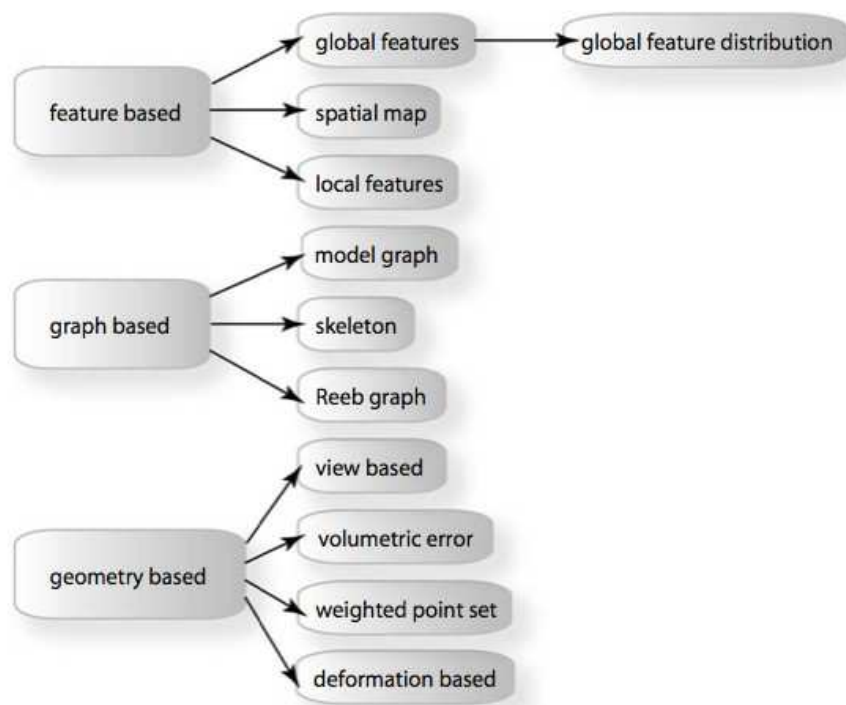 global features
global feature distribution
feature based
spatial map
local features
model graph
graph based
skeleton
Reeb graph
view based
volumetric error
geometry based
weighted point set
deformation based